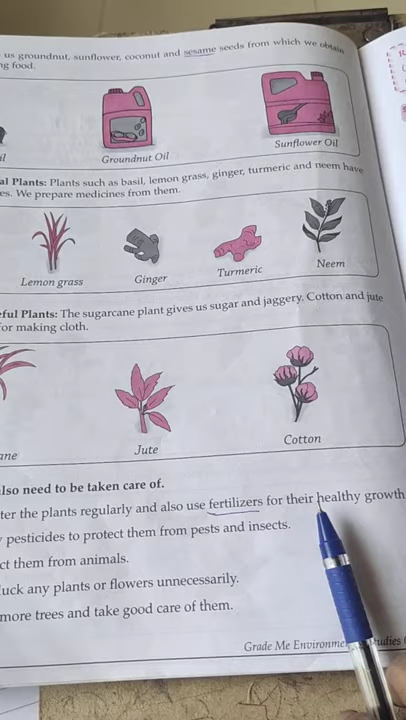 us groundnut, sunflower, coconut and sesame seeds from which we obtain
ng food.
il
Groundnut Oil
Sunflower Oil
al Plants: Plants such as basil, lemon grass, ginger, turmeric and neem have
es. We prepare medicines from them.
Lemon grass
Ginger
Turmeric
Neem
eful Plants: The sugarcane plant gives us sugar and jaggery. Cotton and jute
for making cloth.
ane
Jute
Cotton
lso need to be taken care of.
ter the plants regularly and also use fertilizers for their healthy growth
pesticides to protect them from pests and insects.
ct them from animals.
uck any plants or flowers unnecessarily.
more trees and take good care of them.
Grade Me Environme udies